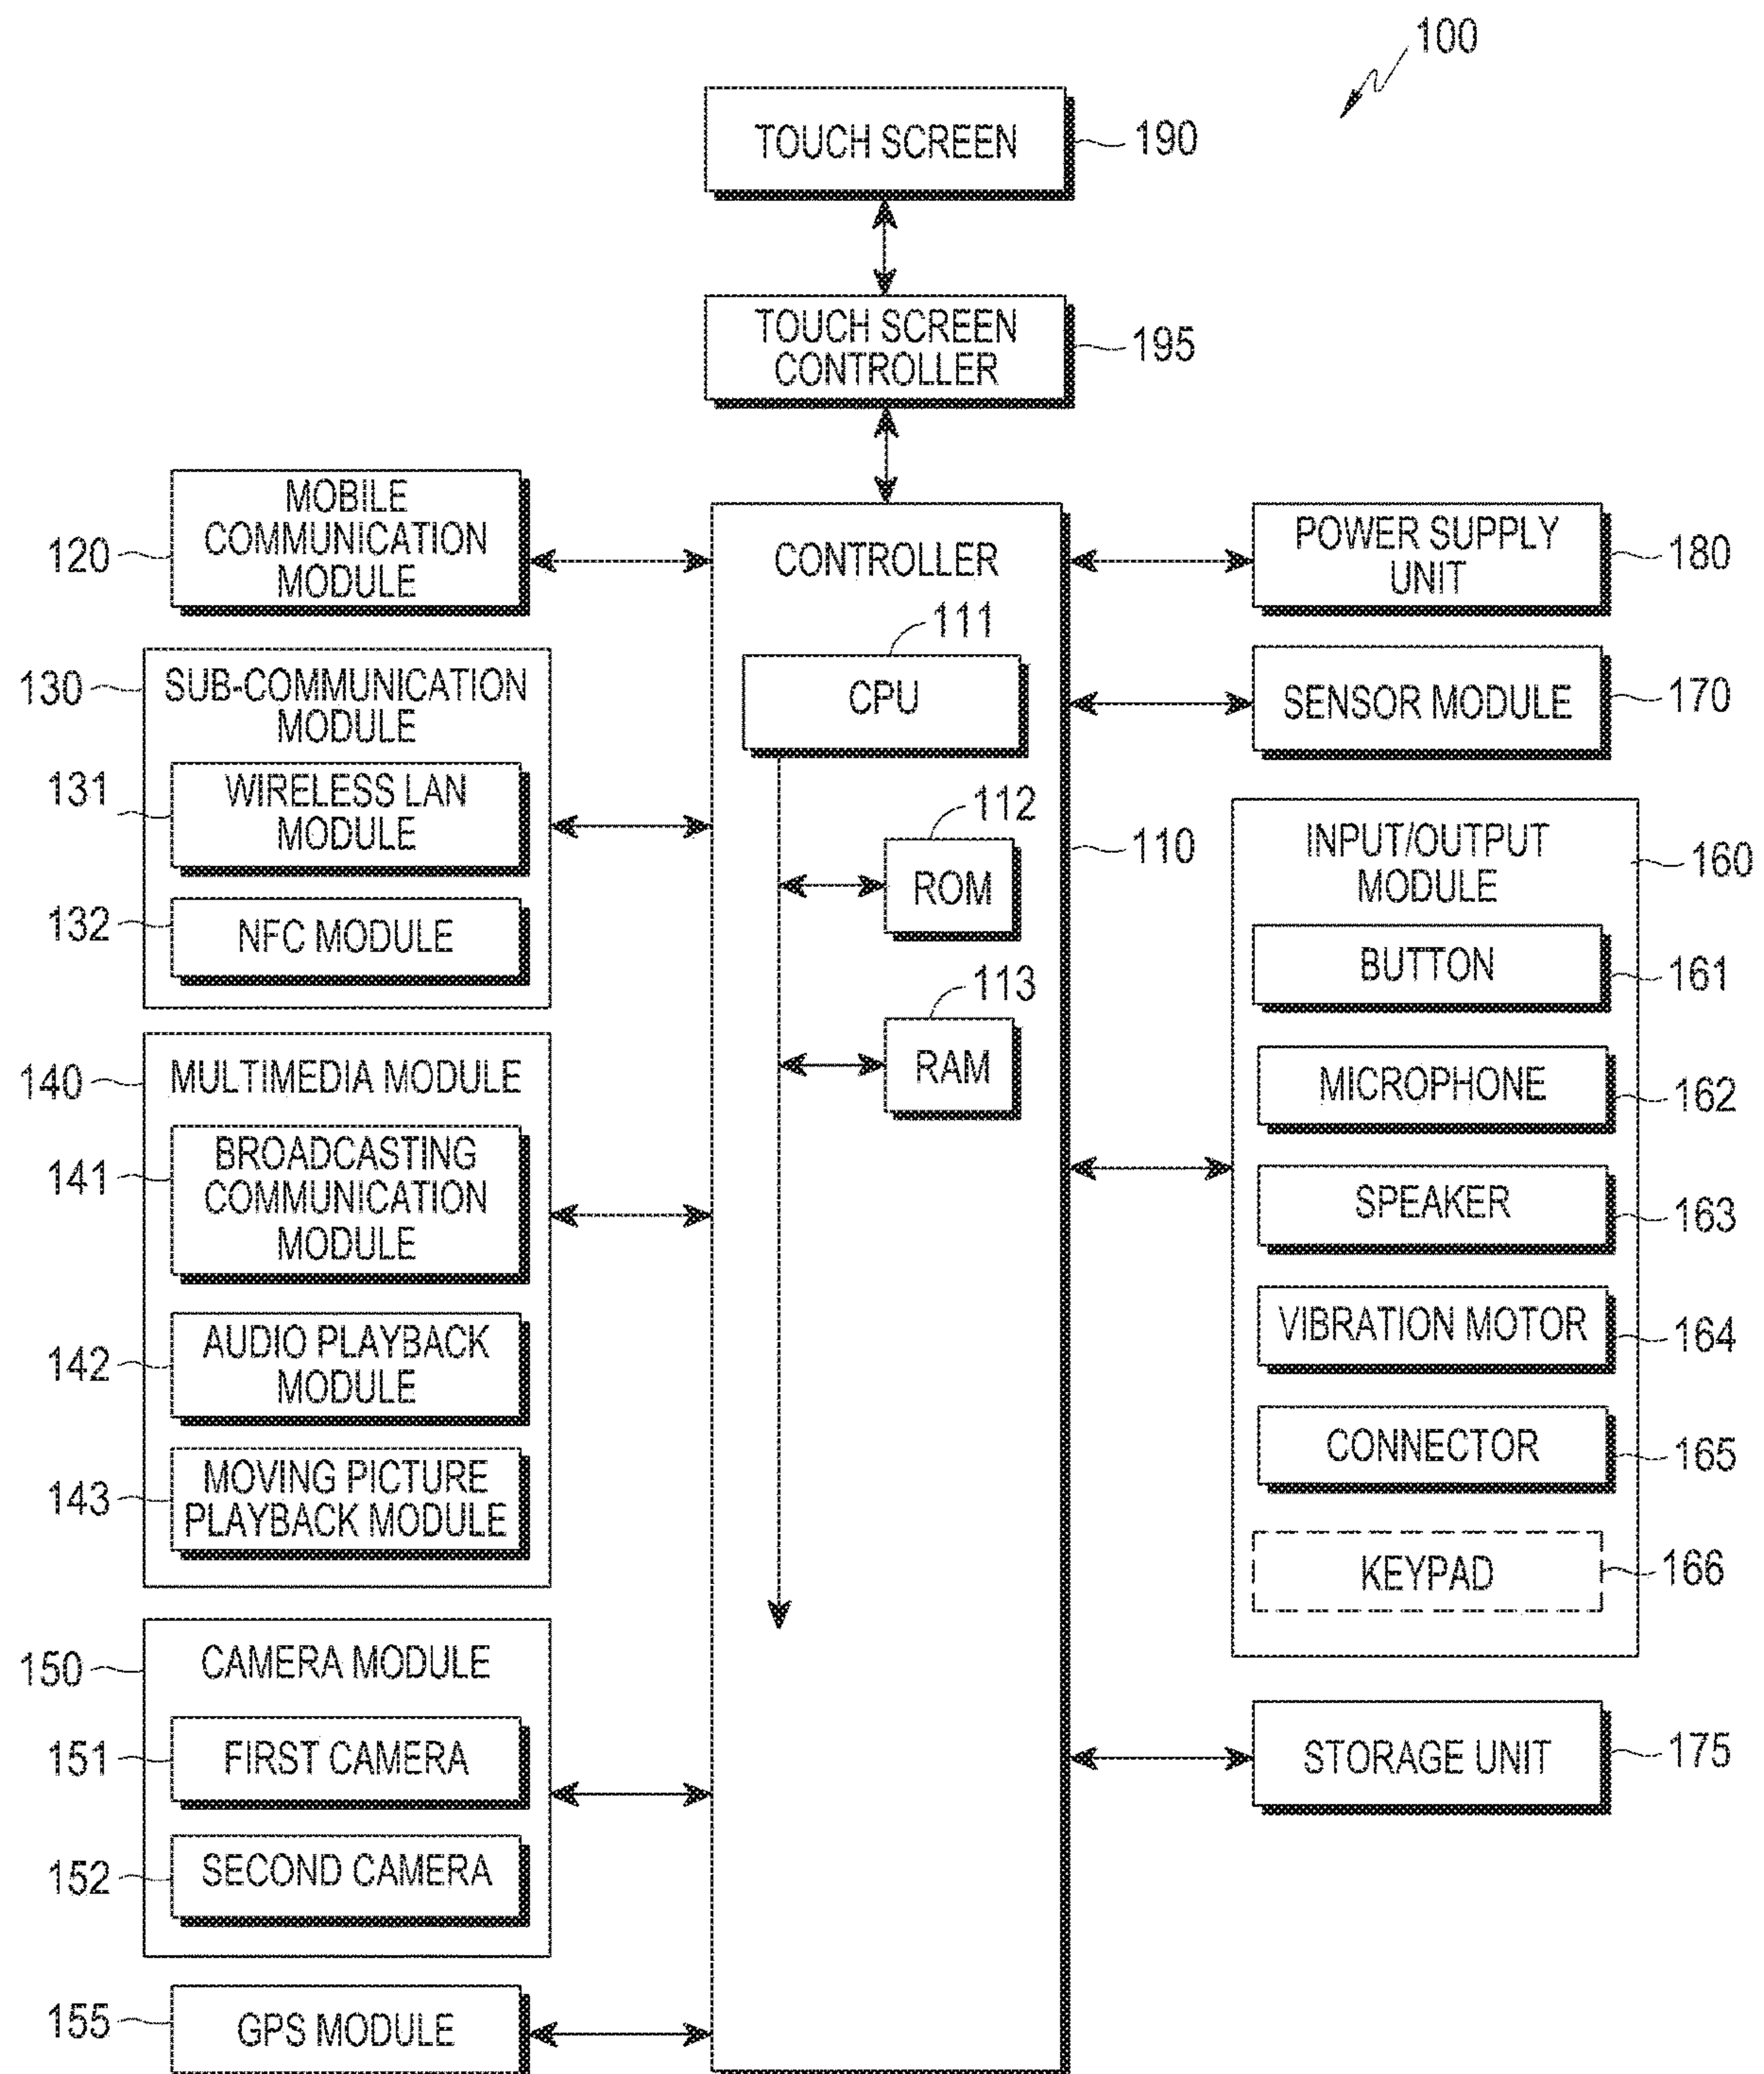 100
TOUCH SCREEN
190
TOUCH SCREEN
CONTROLLER
195
MOBILE
COMMUNICATION
MODULE
120
SUB-COMMUNICATION
MODULE
130
WIRELESS LAN
MODULE
131
NFC MODULE
132
MULTIMEDIA MODULE
140
BROADCASTING
COMMUNICATION
MODULE
141
AUDIO PLAYBACK
MODULE
142
MOVING PICTURE
PLAYBACK MODULE
143
CAMERA MODULE
150
FIRST CAMERA
151
SECOND CAMERA
152
GPS MODULE
155
CONTROLLER
110
111
CPU
112
ROM
113
RAM
POWER SUPPLY
UNIT
180
SENSOR MODULE
170
INPUT/OUTPUT
MODULE
160
BUTTON
161
MICROPHONE
162
SPEAKER
163
VIBRATION MOTOR
164
CONNECTOR
165
KEYPAD
166
STORAGE UNIT
175